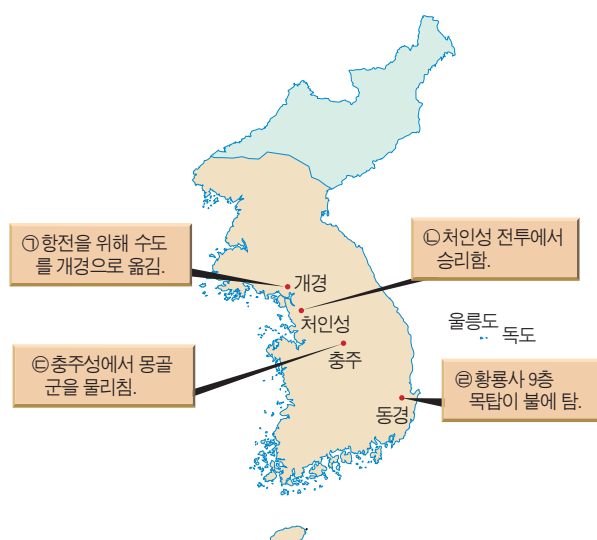 ㉠ 항전을 위해 수도
를 개경으로 옮김.
㉡ 처인성 전투에서
승리함.
개경
처인성
울릉도
독도
충주
㉢ 충주성에서 몽골
군을 물리침.
㉣ 황룡사 9층
목탑이 불에 탐.
동경